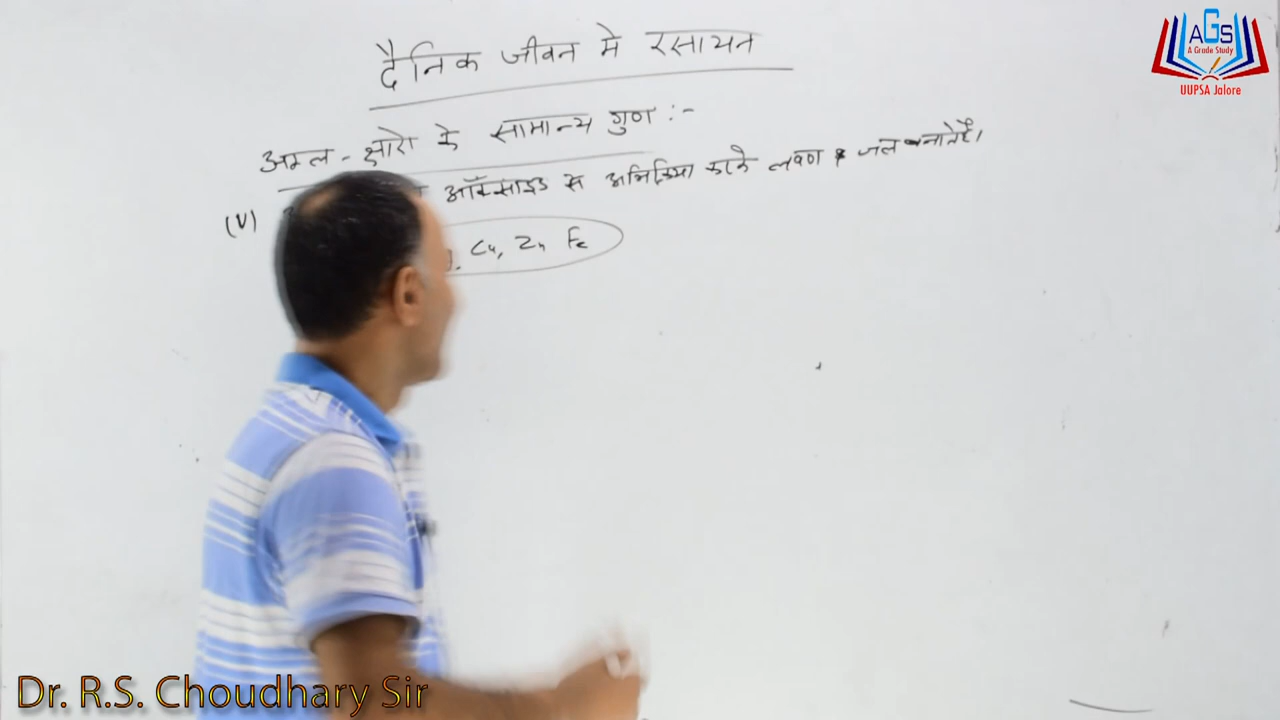 दैनिक जीवन मे रसायन
अम्ल - क्षारो के सामान्य गुण :-
(V) ऑक्साइड से अभिक्रिया करके लवण व जल बनाते है।
Cu, Zn Fe
AGS
A Grade Study
UUPSA Jalore
Dr. R.S. Choudhary Sir